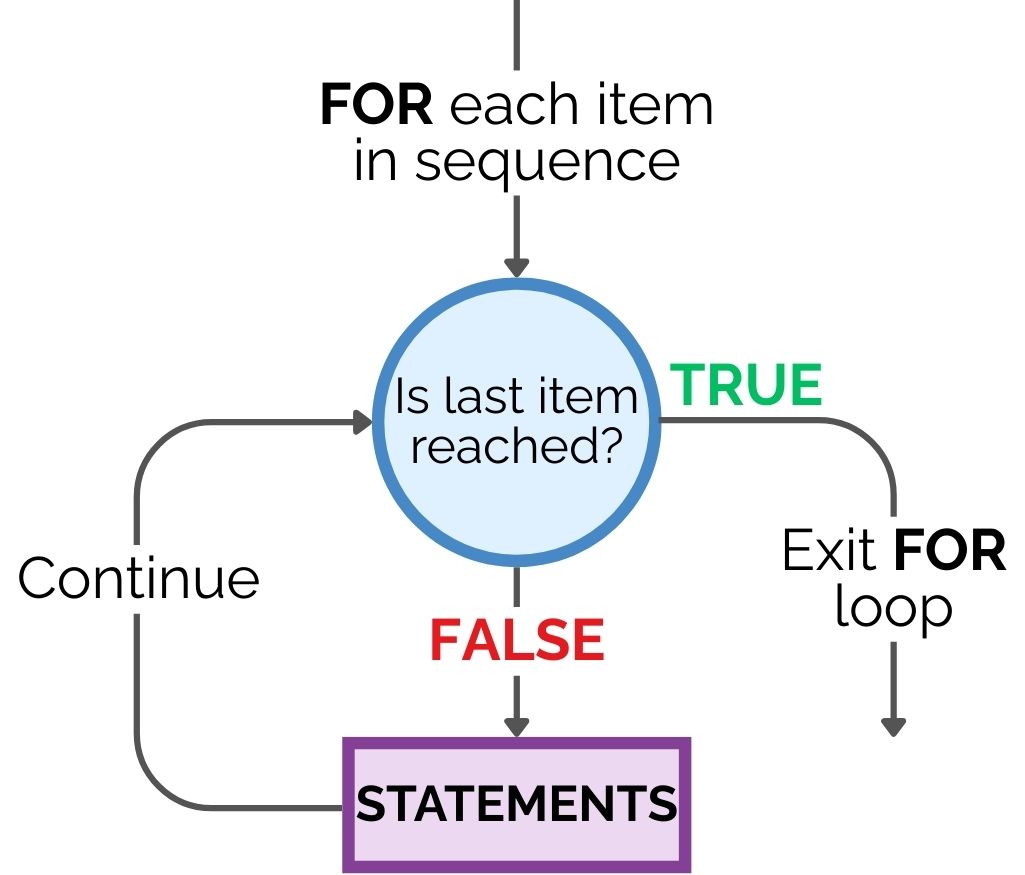 FOR each item
in sequence
Is last item
reached?
TRUE
Exit FOR
loop
Continue
FALSE
STATEMENTS